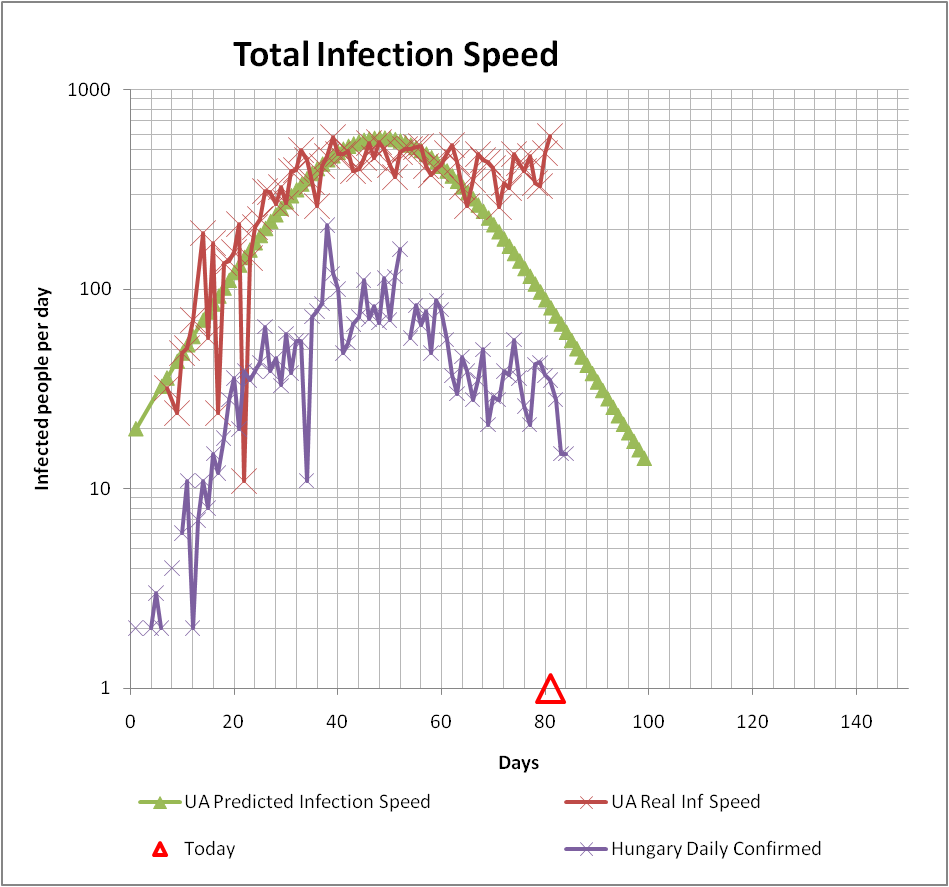 Total Infection Speed
1000
100
10
1
0 20 40 60 80 100 120 140
Infected people per day
Days
UA Predicted Infection Speed
UA Real Inf Speed
Today
Hungary Daily Confirmed